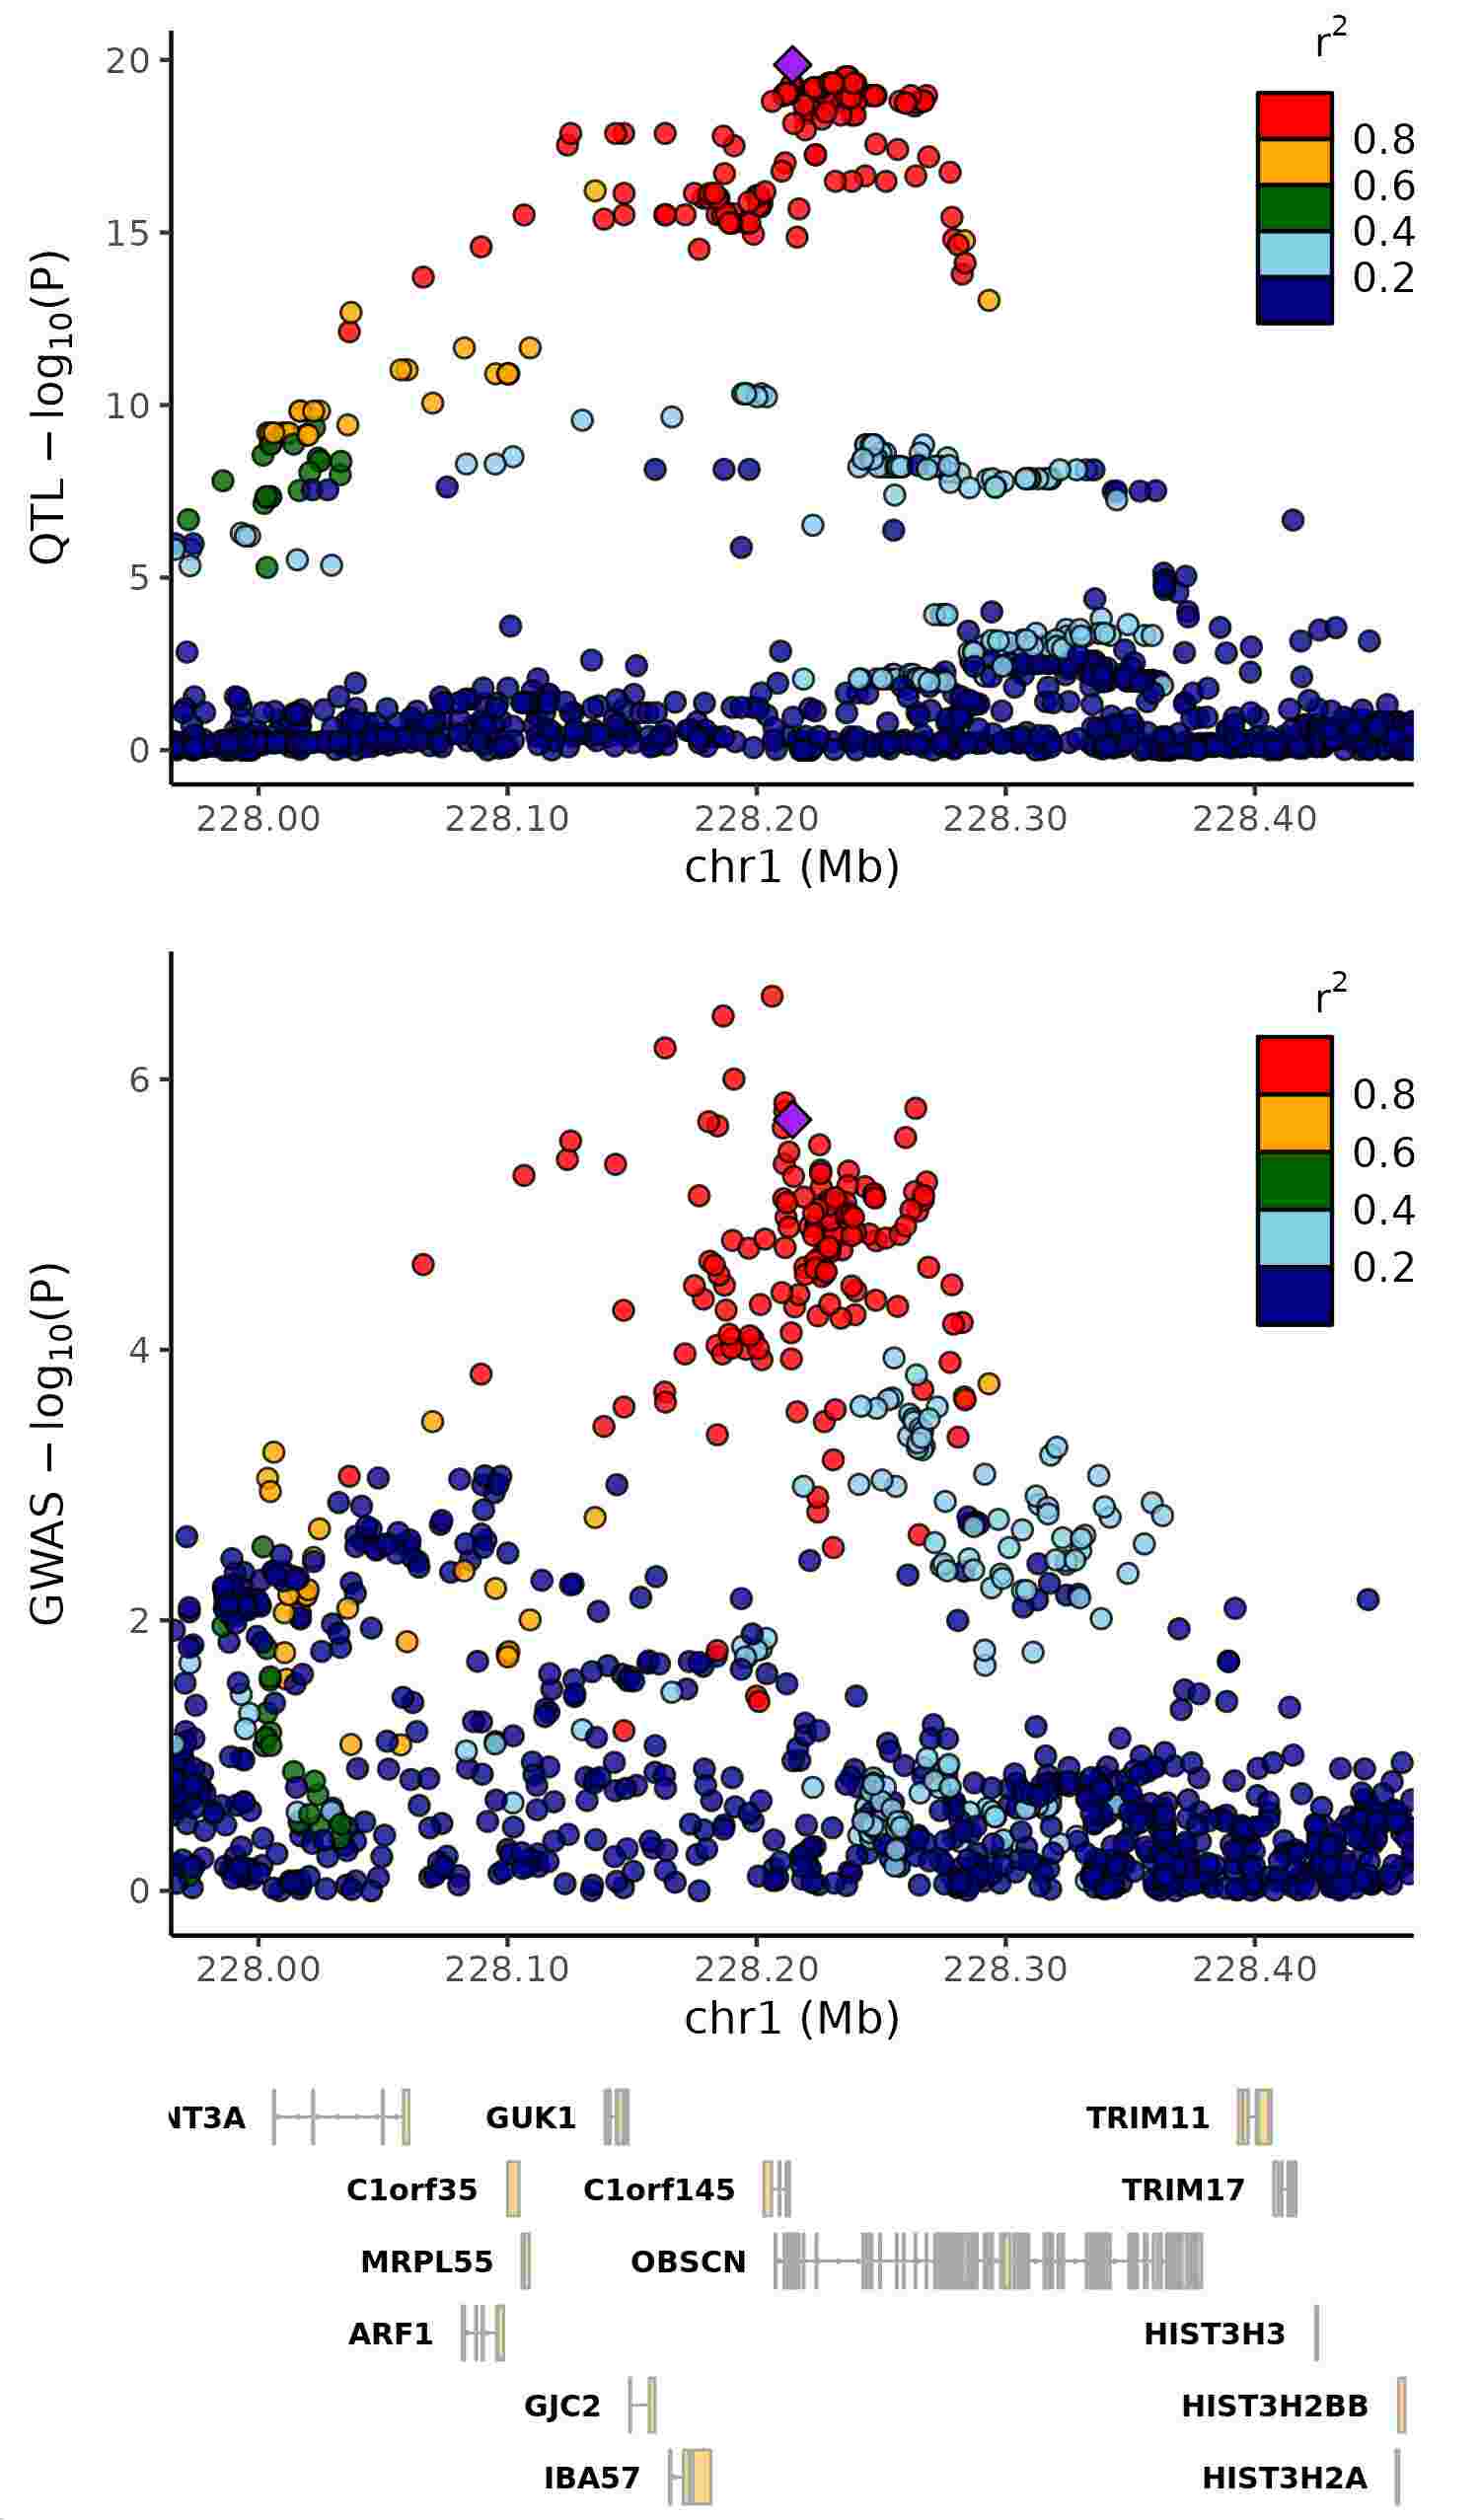 r²
20
0.8
0.6
15
0.4
0.2
QTL −log₁₀(P)
10
5
0
228.00 228.10 228.20 228.30 228.40
chr1 (Mb)
r²
6
0.8
0.6
0.4
0.2
4
GWAS −log₁₀(P)
2
0
228.00 228.10 228.20 228.30 228.40
chr1 (Mb)
NT3A GUK1 TRIM11
C1orf35 C1orf145 TRIM17
MRPL55 OBSCN
ARF1 HIST3H3
GJC2 HIST3H2BB
IBA57 HIST3H2A